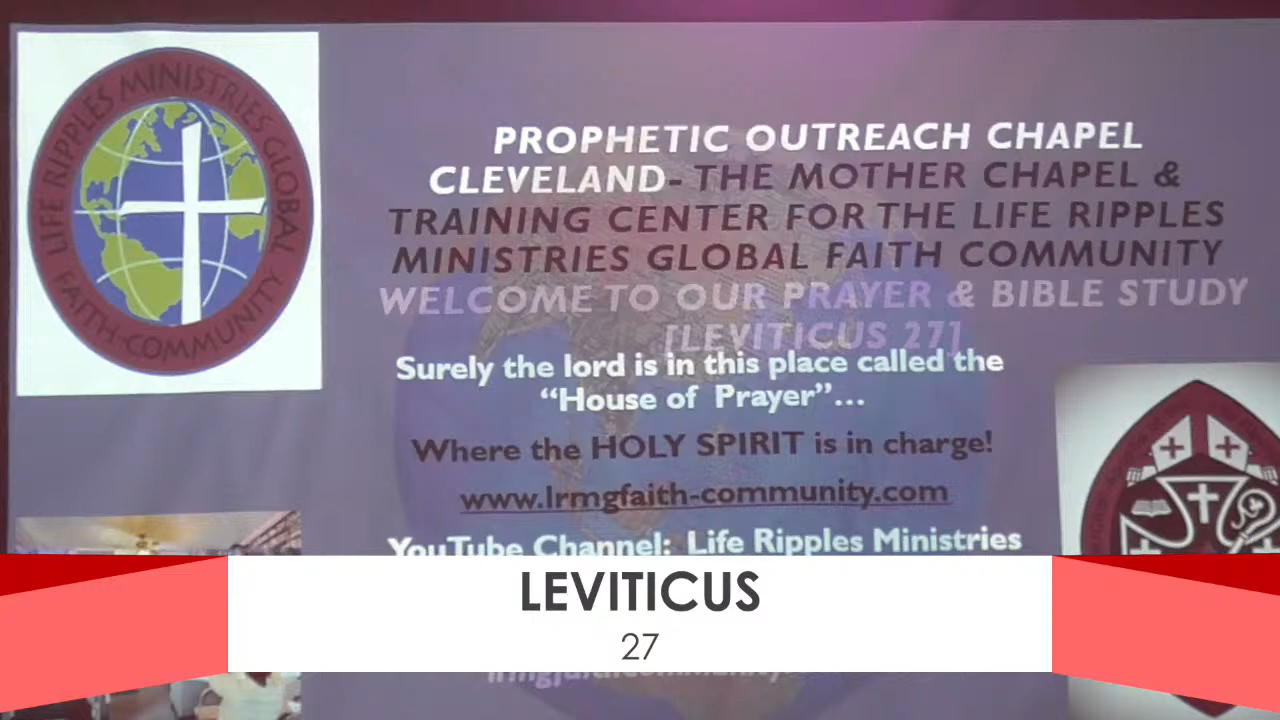 LIFE RIPPLES MINISTRIES GLOBAL
FAITH-COMMUNITY
PROPHETIC OUTREACH CHAPEL
CLEVELAND- THE MOTHER CHAPEL &
TRAINING CENTER FOR THE LIFE RIPPLES
MINISTRIES GLOBAL FAITH COMMUNITY
WELCOME TO OUR PRAYER & BIBLE STUDY
[LEVITICUS 27]
Surely the lord is in this place called the
“House of Prayer”...
Where the HOLY SPIRIT is in charge!
www.lrmgfaith-community.com
YouTube Channel: Life Ripples Ministries
LEVITICUS
27